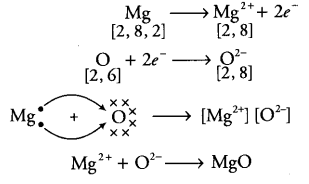 Mg ⟶ Mg²⁺ + 2e⁻
[2, 8, 2] [2, 8]
O + 2e⁻ ⟶ O²⁻
[2, 6] [2, 8]
Mg: + O ⟶ [Mg²⁺] [O²⁻]
Mg²⁺ + O²⁻ ⟶ MgO